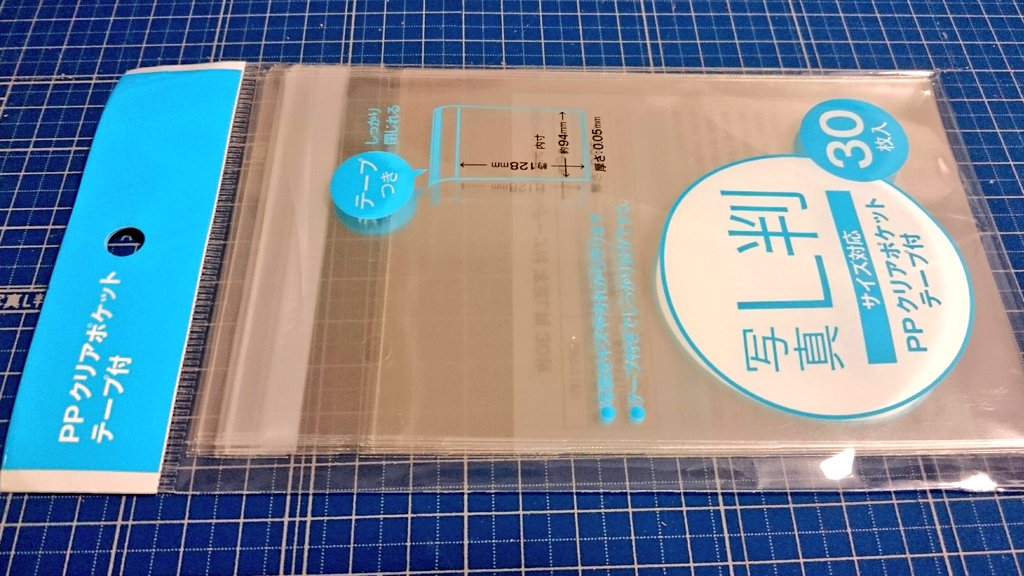 PP クリアポケット
テープ付
テープ
つき
しっかり
閉じれる
約128mm
内寸
約94mm
厚さ:0.05mm
30
枚入
写真L判
サイズ対応
PP クリアポケット
テープ付